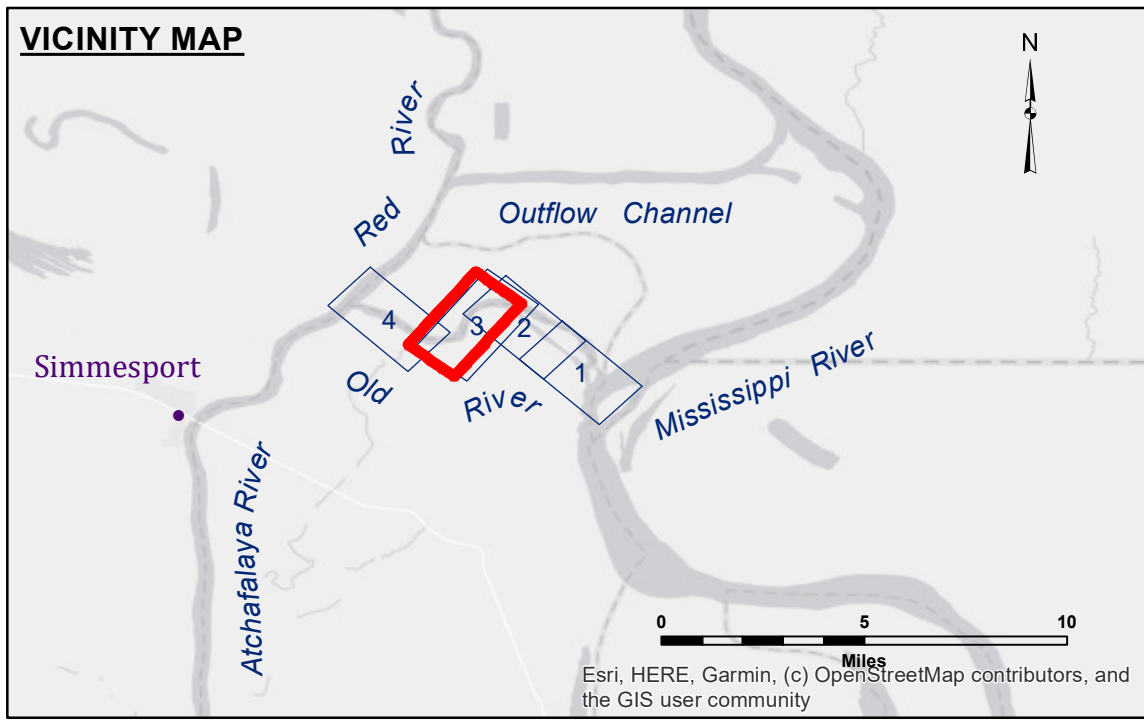 VICINITY MAP
N
Red River
Outflow Channel
4
3
2
1
Simmesport
Old River
Mississippi River
Atchafalaya River
0 5 10
Miles
Esri, HERE, Garmin, (c) OpenStreetMap contributors, and
the GIS user community